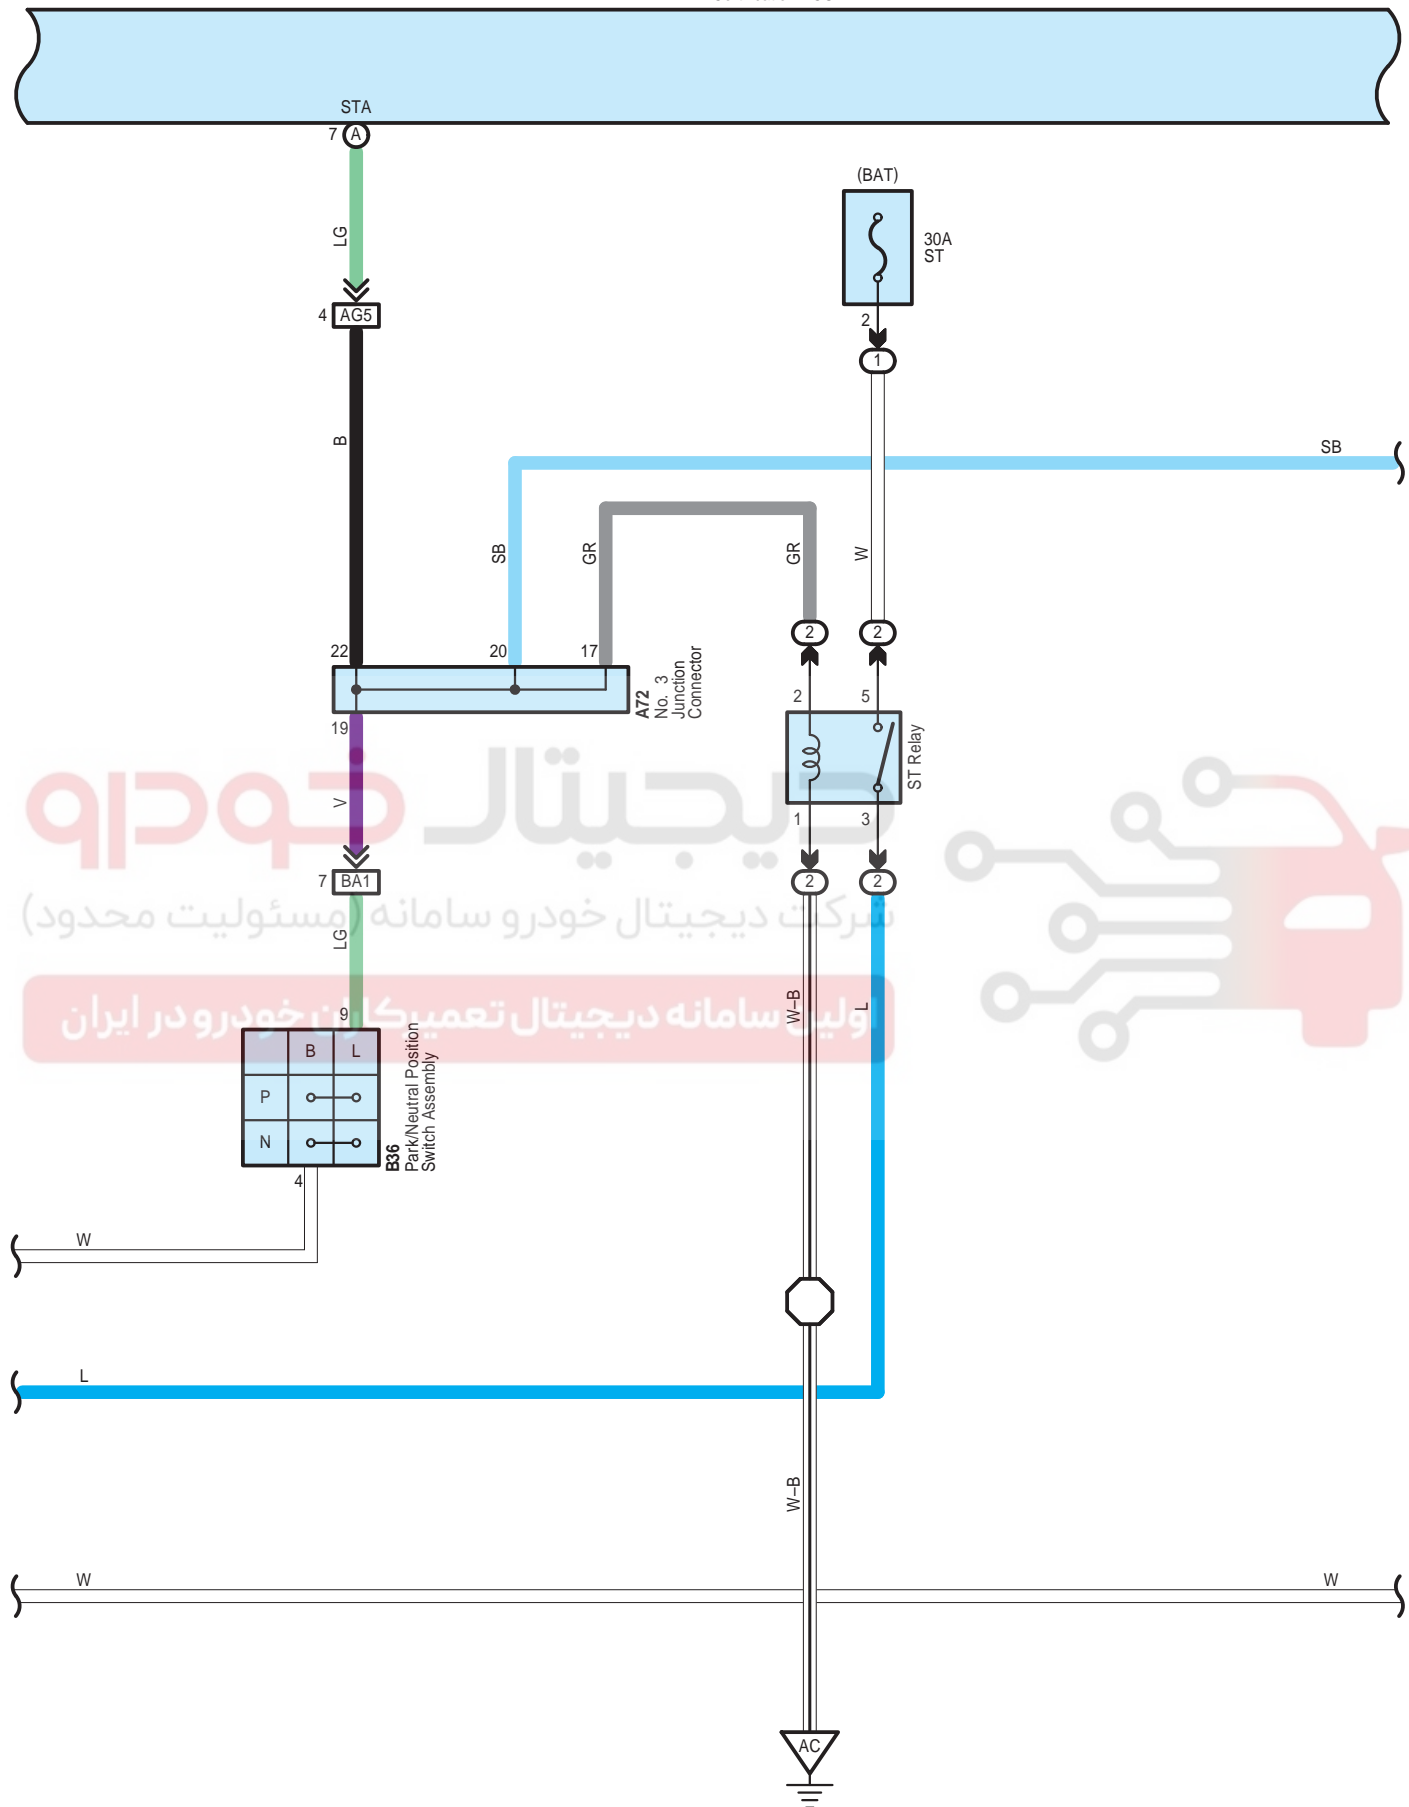 STA
7 A
(BAT)
LG
30A
ST
4 AG5
2
1
B
SB
SB
GR
GR
W
2
2
22
20
17
A72
No. 3
Junction
Connector
2
5
19
ST Relay
دیجیتال خودرو
V
1
3
7 BA1
2
2
شرکت دیجیتال خودرو سامانه (مسئولیت محدود)
LG
اولین سامانه دیجیتال تعمیرکاران خودرو در ایران
W–B
L
9
B L
P
N
B36
Park/Neutral Position
Switch Assembly
4
W
L
W–B
W
W
AC